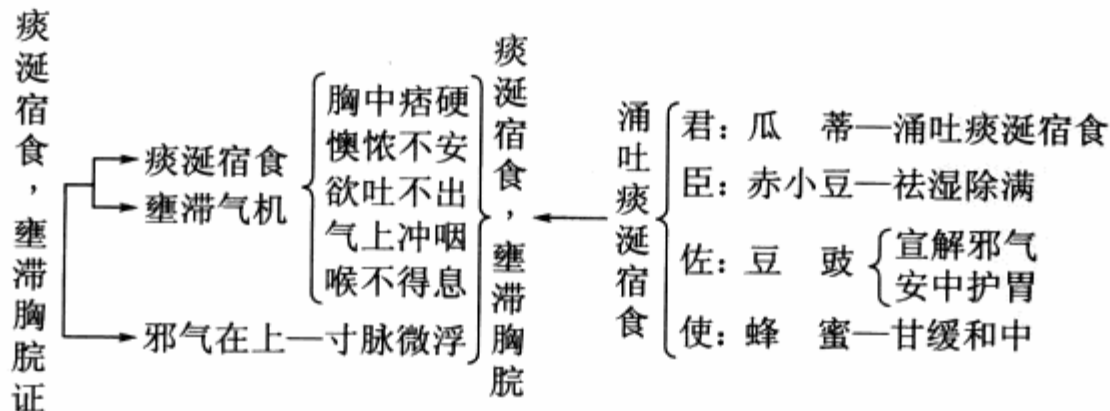 痰涎宿食，壅滞胸脘证
痰涎宿食
壅滞气机
胸中痞硬
懊侬不安
欲吐不出
气上冲咽
喉不得息
邪气在上—寸脉微浮
痰涎宿食，壅滞胸脘
涌吐痰涎宿食
君：瓜 蒂—涌吐痰涎宿食
臣：赤小豆—祛湿除满
佐：豆 豉
宣解邪气
安中护胃
使：蜂 蜜—甘缓和中